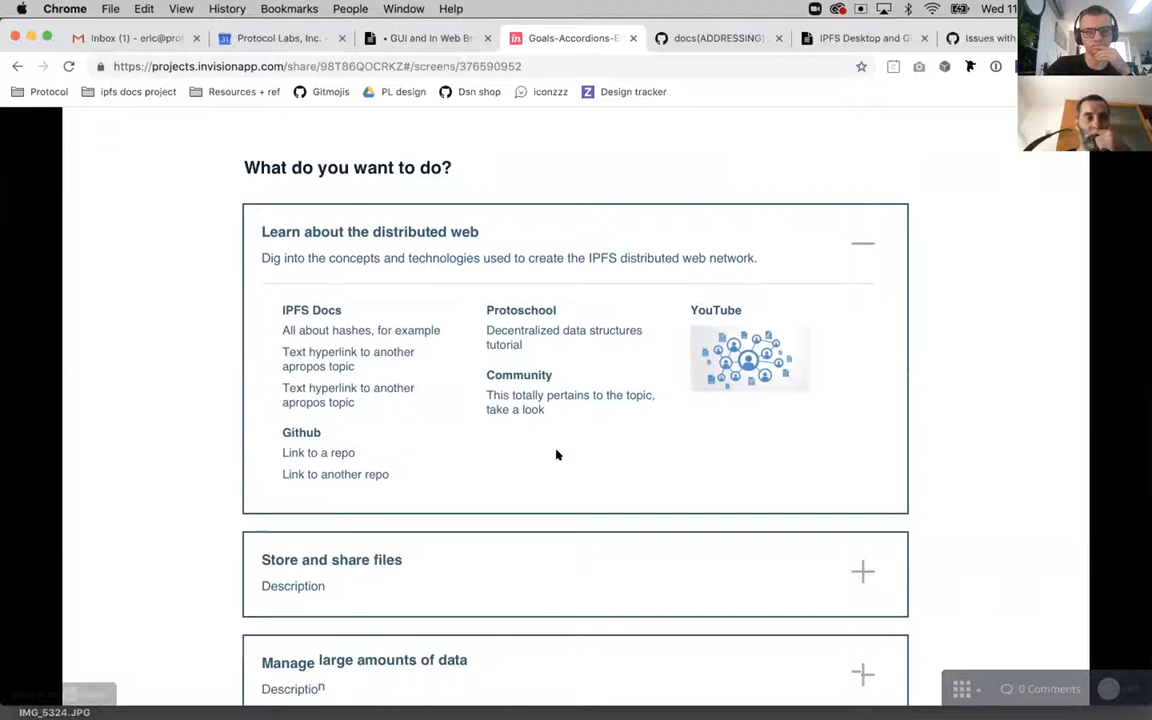 Chrome File Edit View History Bookmarks People Window Help Wed 11
Inbox (1) - eric@pro
Protocol Labs, Inc. -
• GUI and In Web Br
Goals-Accordions-E
docs(ADDRESSING)
IPFS Desktop and G
Issues with
https://projects.invisionapp.com/share/98T86QOCRKZ#/screens/376590952
Protocol
ipfs docs project
Resources + ref
Gitmojis
PL design
Dsn shop
iconzzz
Design tracker
What do you want to do?
Learn about the distributed web
Dig into the concepts and technologies used to create the IPFS distributed web network.
IPFS Docs
All about hashes, for example
Text hyperlink to another
apropos topic
Text hyperlink to another
apropos topic
Github
Link to a repo
Link to another repo
Protoschool
Decentralized data structures
tutorial
Community
This totally pertains to the topic,
take a look
YouTube
Store and share files
Description
Manage large amounts of data
Description
0 Comments
IMG_5324.JPG